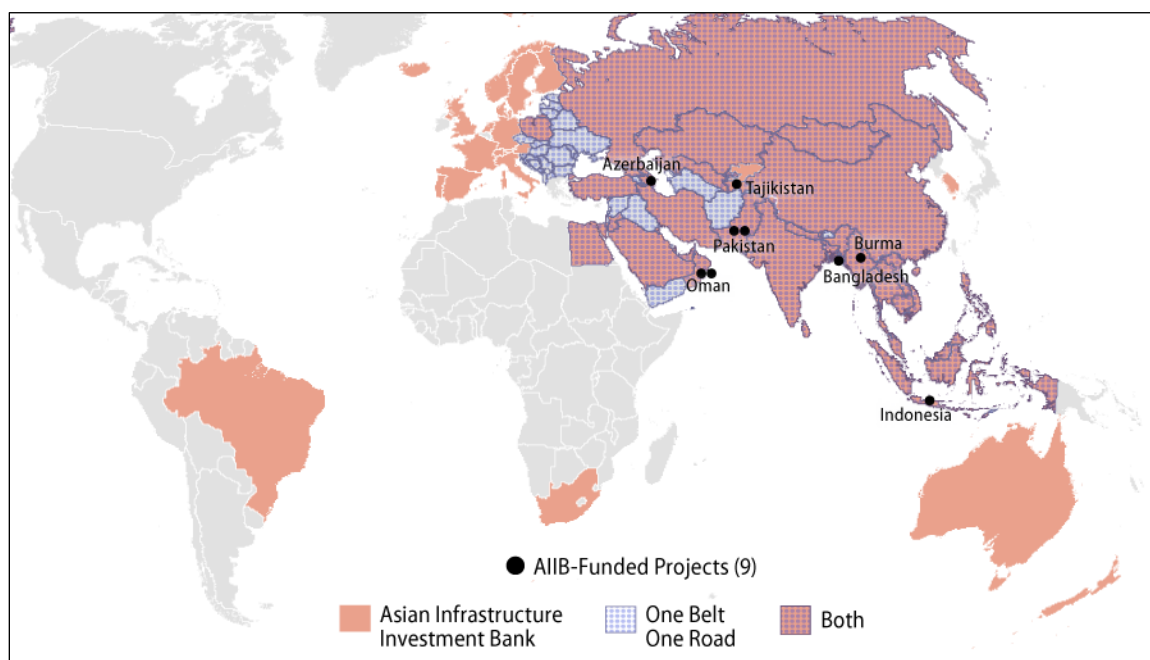 Azerbaijan
Tajikistan
Pakistan
Burma
Bangladesh
Oman
Indonesia
AIIB-Funded Projects (9)
Asian Infrastructure
Investment Bank
One Belt
One Road
Both